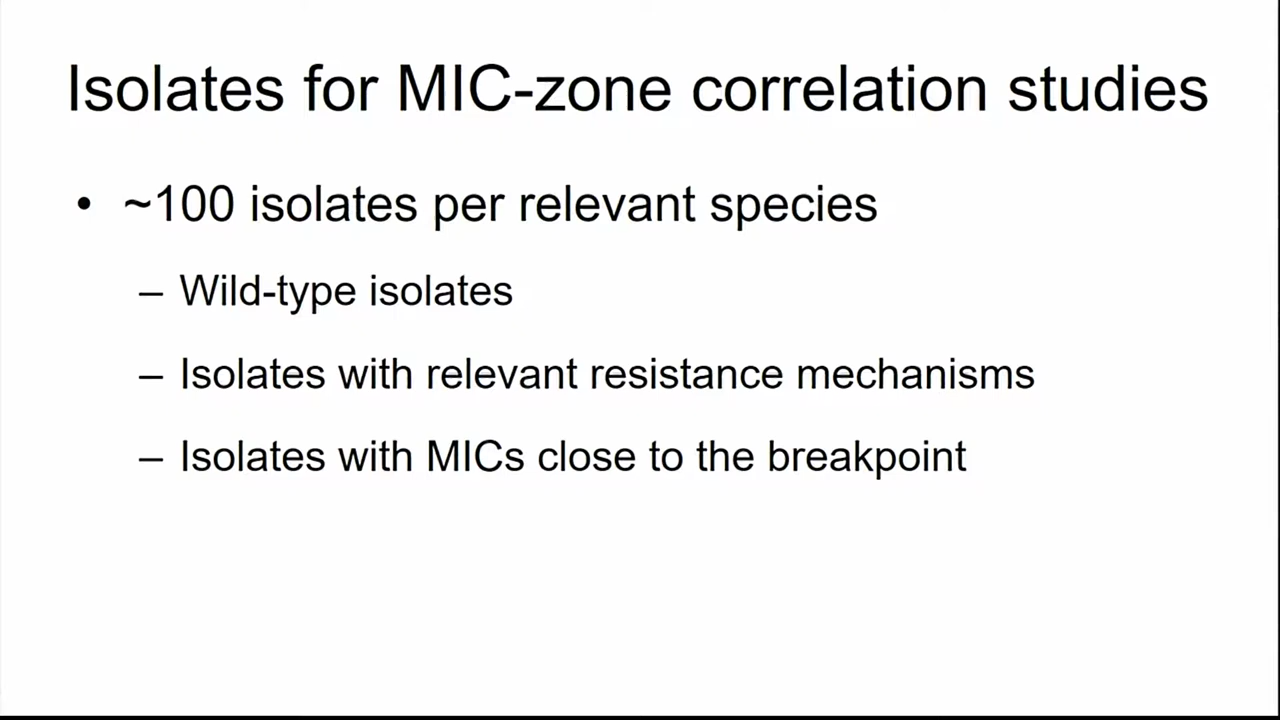 Isolates for MIC-zone correlation studies
• ~100 isolates per relevant species
– Wild-type isolates
– Isolates with relevant resistance mechanisms
– Isolates with MICs close to the breakpoint